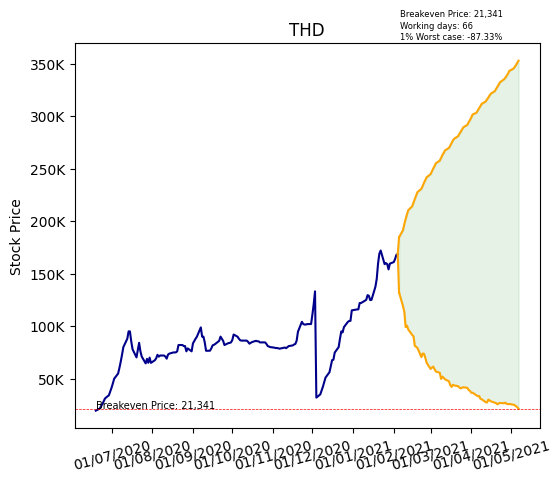 Breakeven Price: 21,341
Working days: 66
1% Worst case: -87.33%
THD
Stock Price
350K
300K
250K
200K
150K
100K
50K
Breakeven Price: 21,341
01/07/2020
01/08/2020
01/09/2020
01/10/2020
01/11/2020
01/12/2020
01/01/2021
01/02/2021
01/03/2021
01/04/2021
01/05/2021